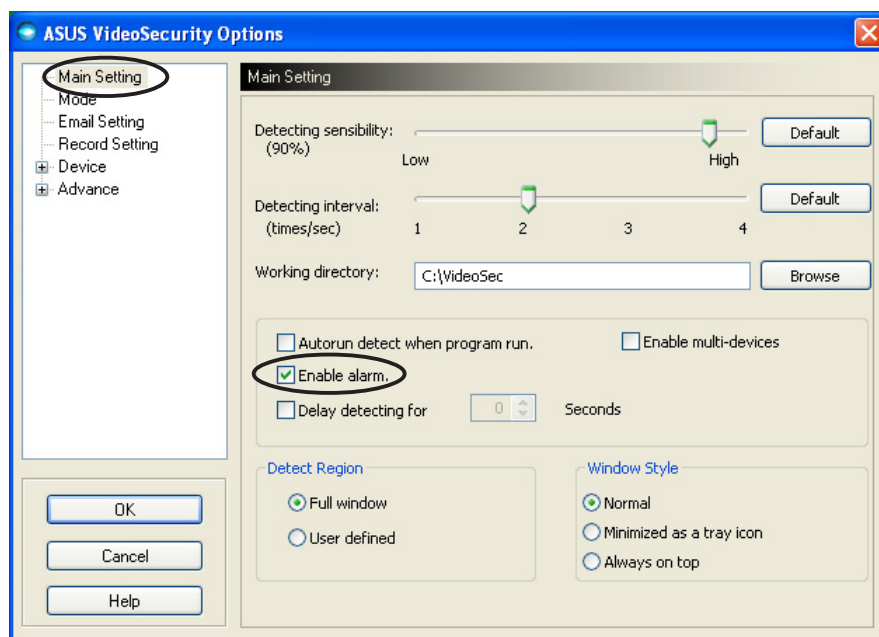 ASUS VideoSecurity Options
Main Setting
Mode
Email Setting
Record Setting
Device
Advance
OK
Cancel
Help
Main Setting
Detecting sensibility:
(90%)
Low
High
Default
Detecting interval:
(times/sec)
1
2
3
4
Default
Working directory:
C:\VideoSec
Browse
Autorun detect when program run.
Enable multi-devices
Enable alarm.
Delay detecting for
0
Seconds
Detect Region
Full window
User defined
Window Style
Normal
Minimized as a tray icon
Always on top